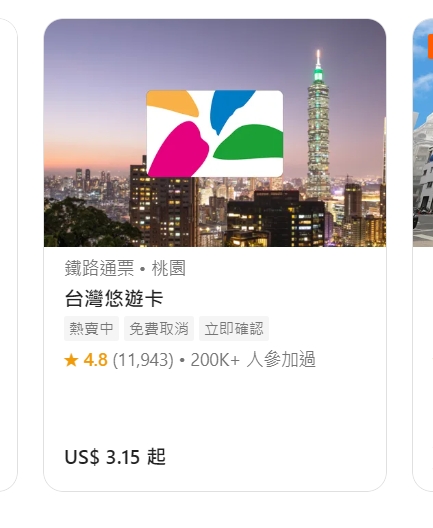 鐵路通票 • 桃園
台灣悠遊卡
熱賣中 免費取消 立即確認
★ 4.8 (11,943) • 200K+ 人參加過
US$ 3.15 起